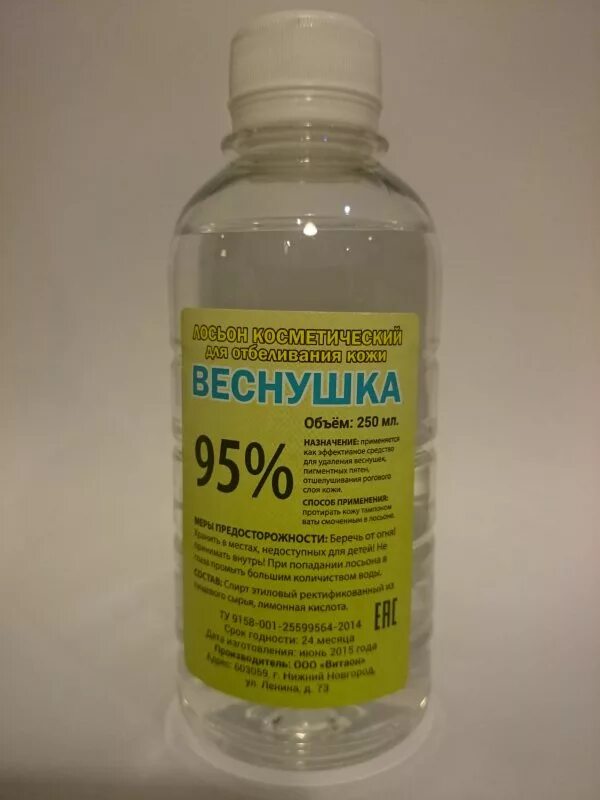 ЛОСЬОН КОСМЕТИЧЕСКИЙ
для отбеливания кожи
ВЕСНУШКА
Объём: 250 мл.
95%
НАЗНАЧЕНИЕ: применяется
как эффективное средство
для удаления веснушек,
пигментных пятен,
отшелушивания рогового
слоя кожи.
СПОСОБ ПРИМЕНЕНИЯ:
протирать кожу тампоном
ваты смоченным в лосьоне.
МЕРЫ ПРЕДОСТОРОЖНОСТИ: Беречь от огня!
Хранить в местах, недоступных для детей! Не
принимать внутрь! При попадании лосьона в
глаза промыть большим количиством воды.
СОСТАВ: Спирт этиловый ректификованный из
пищевого сырья, лимонная кислота.
EAC
ТУ 9158-001-25599564-2014
Срок годности: 24 месяца
Дата изготовления: июнь 2015 года
Производитель: ООО «Витаон»
Адрес: 603059, г. Нижний Новгород,
ул. Ленина, д. 73